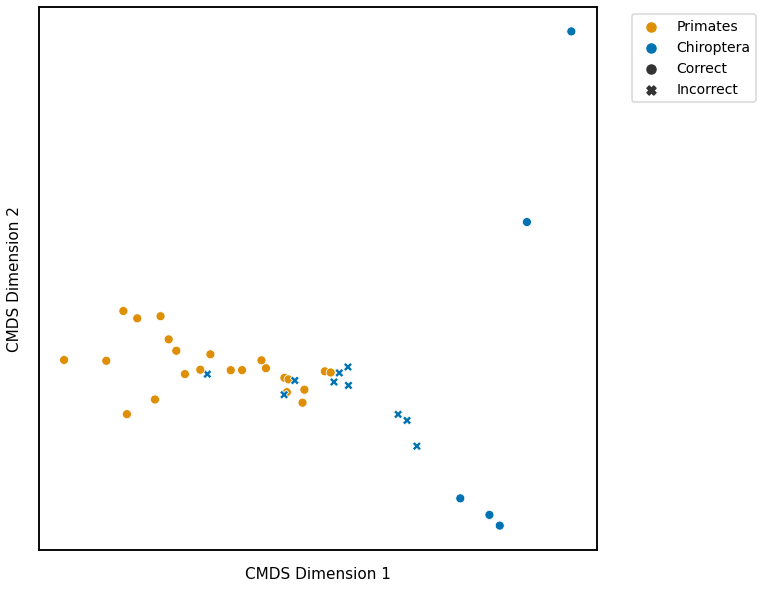 Primates
Chiroptera
Correct
Incorrect
CMDS Dimension 2
CMDS Dimension 1